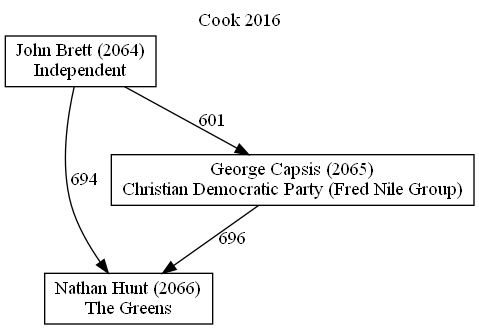 Cook 2016
John Brett (2064)
Independent
601
George Capsis (2065)
Christian Democratic Party (Fred Nile Group)
694
696
Nathan Hunt (2066)
The Greens